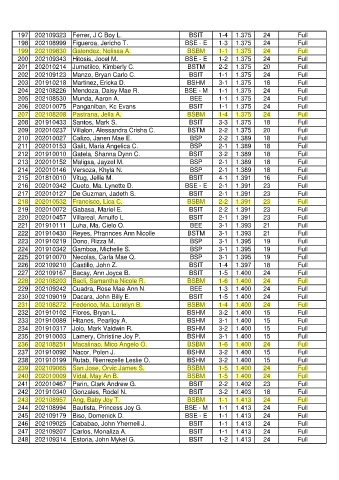 197 202109323 Ferrer, J C Boy L. BSIT 1-4 1.375 24 Full
198 202108999 Figueroa, Jericho T. BSE - E 1-3 1.375 24 Full
199 202109830 Galendez, Nelissa A. BSBM 1-1 1.375 24 Full
200 202109343 Hitosis, Jocel M. BSE - E 1-2 1.375 24 Full
201 202010214 Jumetilco, Kimberly C. BSTM 2-2 1.375 20 Full
202 202109123 Manzo, Bryan Carlo C. BSIT 1-1 1.375 24 Full
203 201910218 Martinez, Ericka D. BSHM 3-1 1.375 18 Full
204 202108226 Mendoza, Daisy Mae R. BSE - M 1-1 1.375 24 Full
205 202108530 Munda, Aaron A. BEE 1-1 1.375 24 Full
206 202010075 Panganiban, Kc Evans BSIT 1-1 1.375 24 Full
207 202108208 Pastrana, Jella A. BSBM 1-4 1.375 24 Full
208 201910433 Santos, Mark S. BSIT 3-3 1.375 18 Full
209 202010237 Villalon, Alessandra Crisha C. BSTM 2-2 1.375 20 Full
210 202010027 Calizo, Janen Mae E. BSP 2-2 1.389 18 Full
211 202010153 Galit, Maria Angelica C. BSP 2-1 1.389 18 Full
212 201910010 Gatela, Shanna Dynn C. BSIT 3-2 1.389 18 Full
213 202010152 Maligsa, Jayzel M. BSP 2-1 1.389 18 Full
214 202010146 Versoza, Khyla N. BSP 2-1 1.389 18 Full
215 201810010 Vitug, Jellie M BSIT 4-1 1.391 16 Full
216 202010342 Cueto, Ma. Lynette D. BSE - E 2-1 1.391 23 Full
217 202010127 De Guzman, Jadeth S. BSIT 2-1 1.391 23 Full
218 202010532 Francisco, Lica C. BSBM 2-2 1.391 23 Full
219 202010072 Gabasa, Mariel E. BSIT 2-2 1.391 23 Full
220 202010457 Villareal, Arnulfo L BSIT 2-1 1.391 23 Full
221 201910111 Luha, Ma. Cielo O. BEE 3-1 1.393 21 Full
222 201910430 Reyes, Phrannces Ann Nicolle BSTM 3-1 1.393 21 Full
223 201910219 Dono, Rizza M. BSP 3-1 1.395 19 Full
224 201910342 Gamboa, Michelle S. BSP 3-1 1.395 19 Full
225 201910070 Necalas, Carla Mae Q. BSP 3-1 1.395 19 Full
226 202109210 Castillo, John Z. BSIT 1-4 1.397 18 Full
227 202109167 Bacay, Ann Joyce B. BSIT 1-5 1.400 24 Full
228 202108203 Bacli, Samantha Nicole R. BSBM 1-6 1.400 24 Full
229 202109242 Cuadra, Rose Mae Ann N. BEE 1-3 1.400 24 Full
230 202109019 Dacara, John Billy E. BSIT 1-5 1.400 24 Full
231 202108272 Federico, Ma. Lorielyn B. BSBM 1-4 1.400 24 Full
232 201910102 Flores, Bryan L. BSHM 3-2 1.400 15 Full
233 201910089 Hitanes, Pearljoy A. BSHM 3-1 1.400 15 Full
234 201910317 Jolo, Mark Valdwin R. BSHM 3-2 1.400 15 Full
235 201910003 Lamery, Christine Joy P. BSHM 3-1 1.400 15 Full
236 202108251 Macalinao, Mico Angelo O. BSBM 1-6 1.400 24 Full
237 201910092 Nacor, Polen J. BSHM 3-2 1.400 15 Full
238 201910199 Rutab, Renrezelle Leslie O. BSHM 3-2 1.400 15 Full
239 202109065 San Jose, Orvic James S. BSBM 1-5 1.400 24 Full
240 202010009 Vidal, May An B. BSBM 1-5 1.400 24 Full
241 202010467 Parin, Clark Andrew G. BSIT 2-2 1.402 23 Full
242 201910340 Gonzales, Rodel N. BSIT 3-2 1.403 18 Full
243 202108957 Ang, Baby Joy T. BSBM 1-1 1.413 24 Full
244 202108994 Bautista, Princess Joy G. BSE - M 1-1 1.413 24 Full
245 202109179 Biso, Domenick D. BSE - E 1-1 1.413 24 Full
246 202109025 Cababao, John Yherneil J. BSIT 1-1 1.413 24 Full
247 202109207 Carlos, Monaliza A. BSIT 1-1 1.413 24 Full
248 202109314 Estoria, John Mykel G. BSIT 1-2 1.413 24 Full